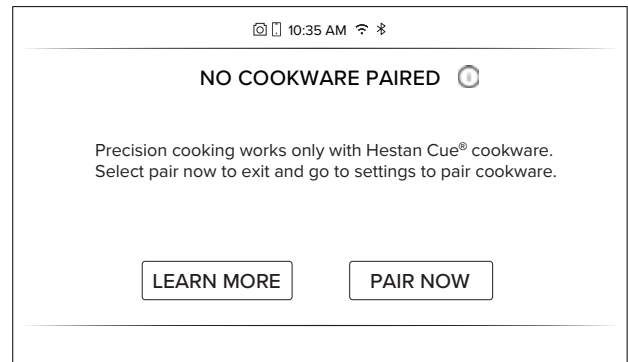 10:35 AM
NO COOKWARE PAIRED
Precision cooking works only with Hestan Cue® cookware.
Select pair now to exit and go to settings to pair cookware.
LEARN MORE
PAIR NOW